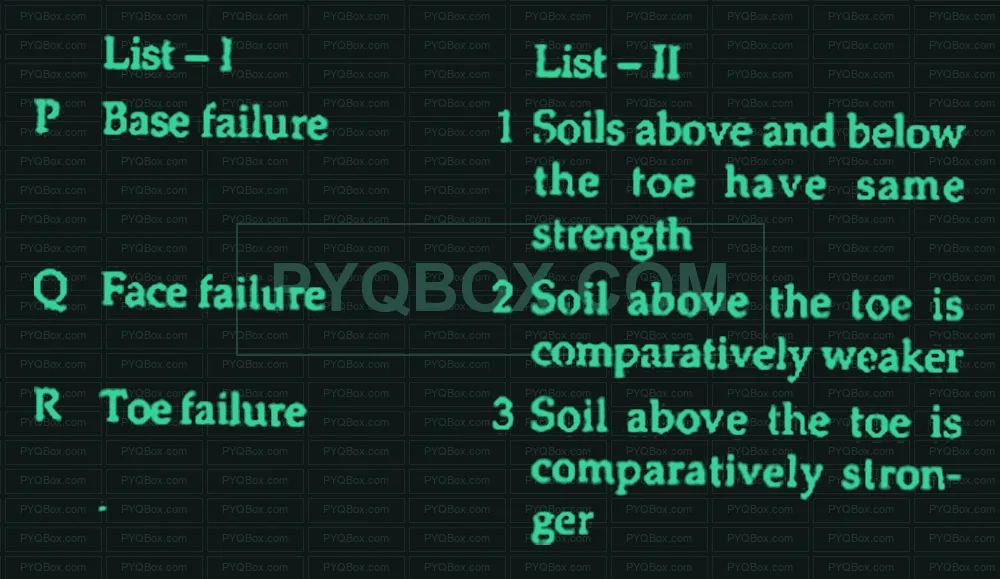 List – I List – II
P Base failure 1 Soils above and below
the toe have same
strength
Q Face failure 2 Soil above the toe is
comparatively weaker
R Toe failure 3 Soil above the toe is
comparatively stron-
ger
PYQBOX.COM